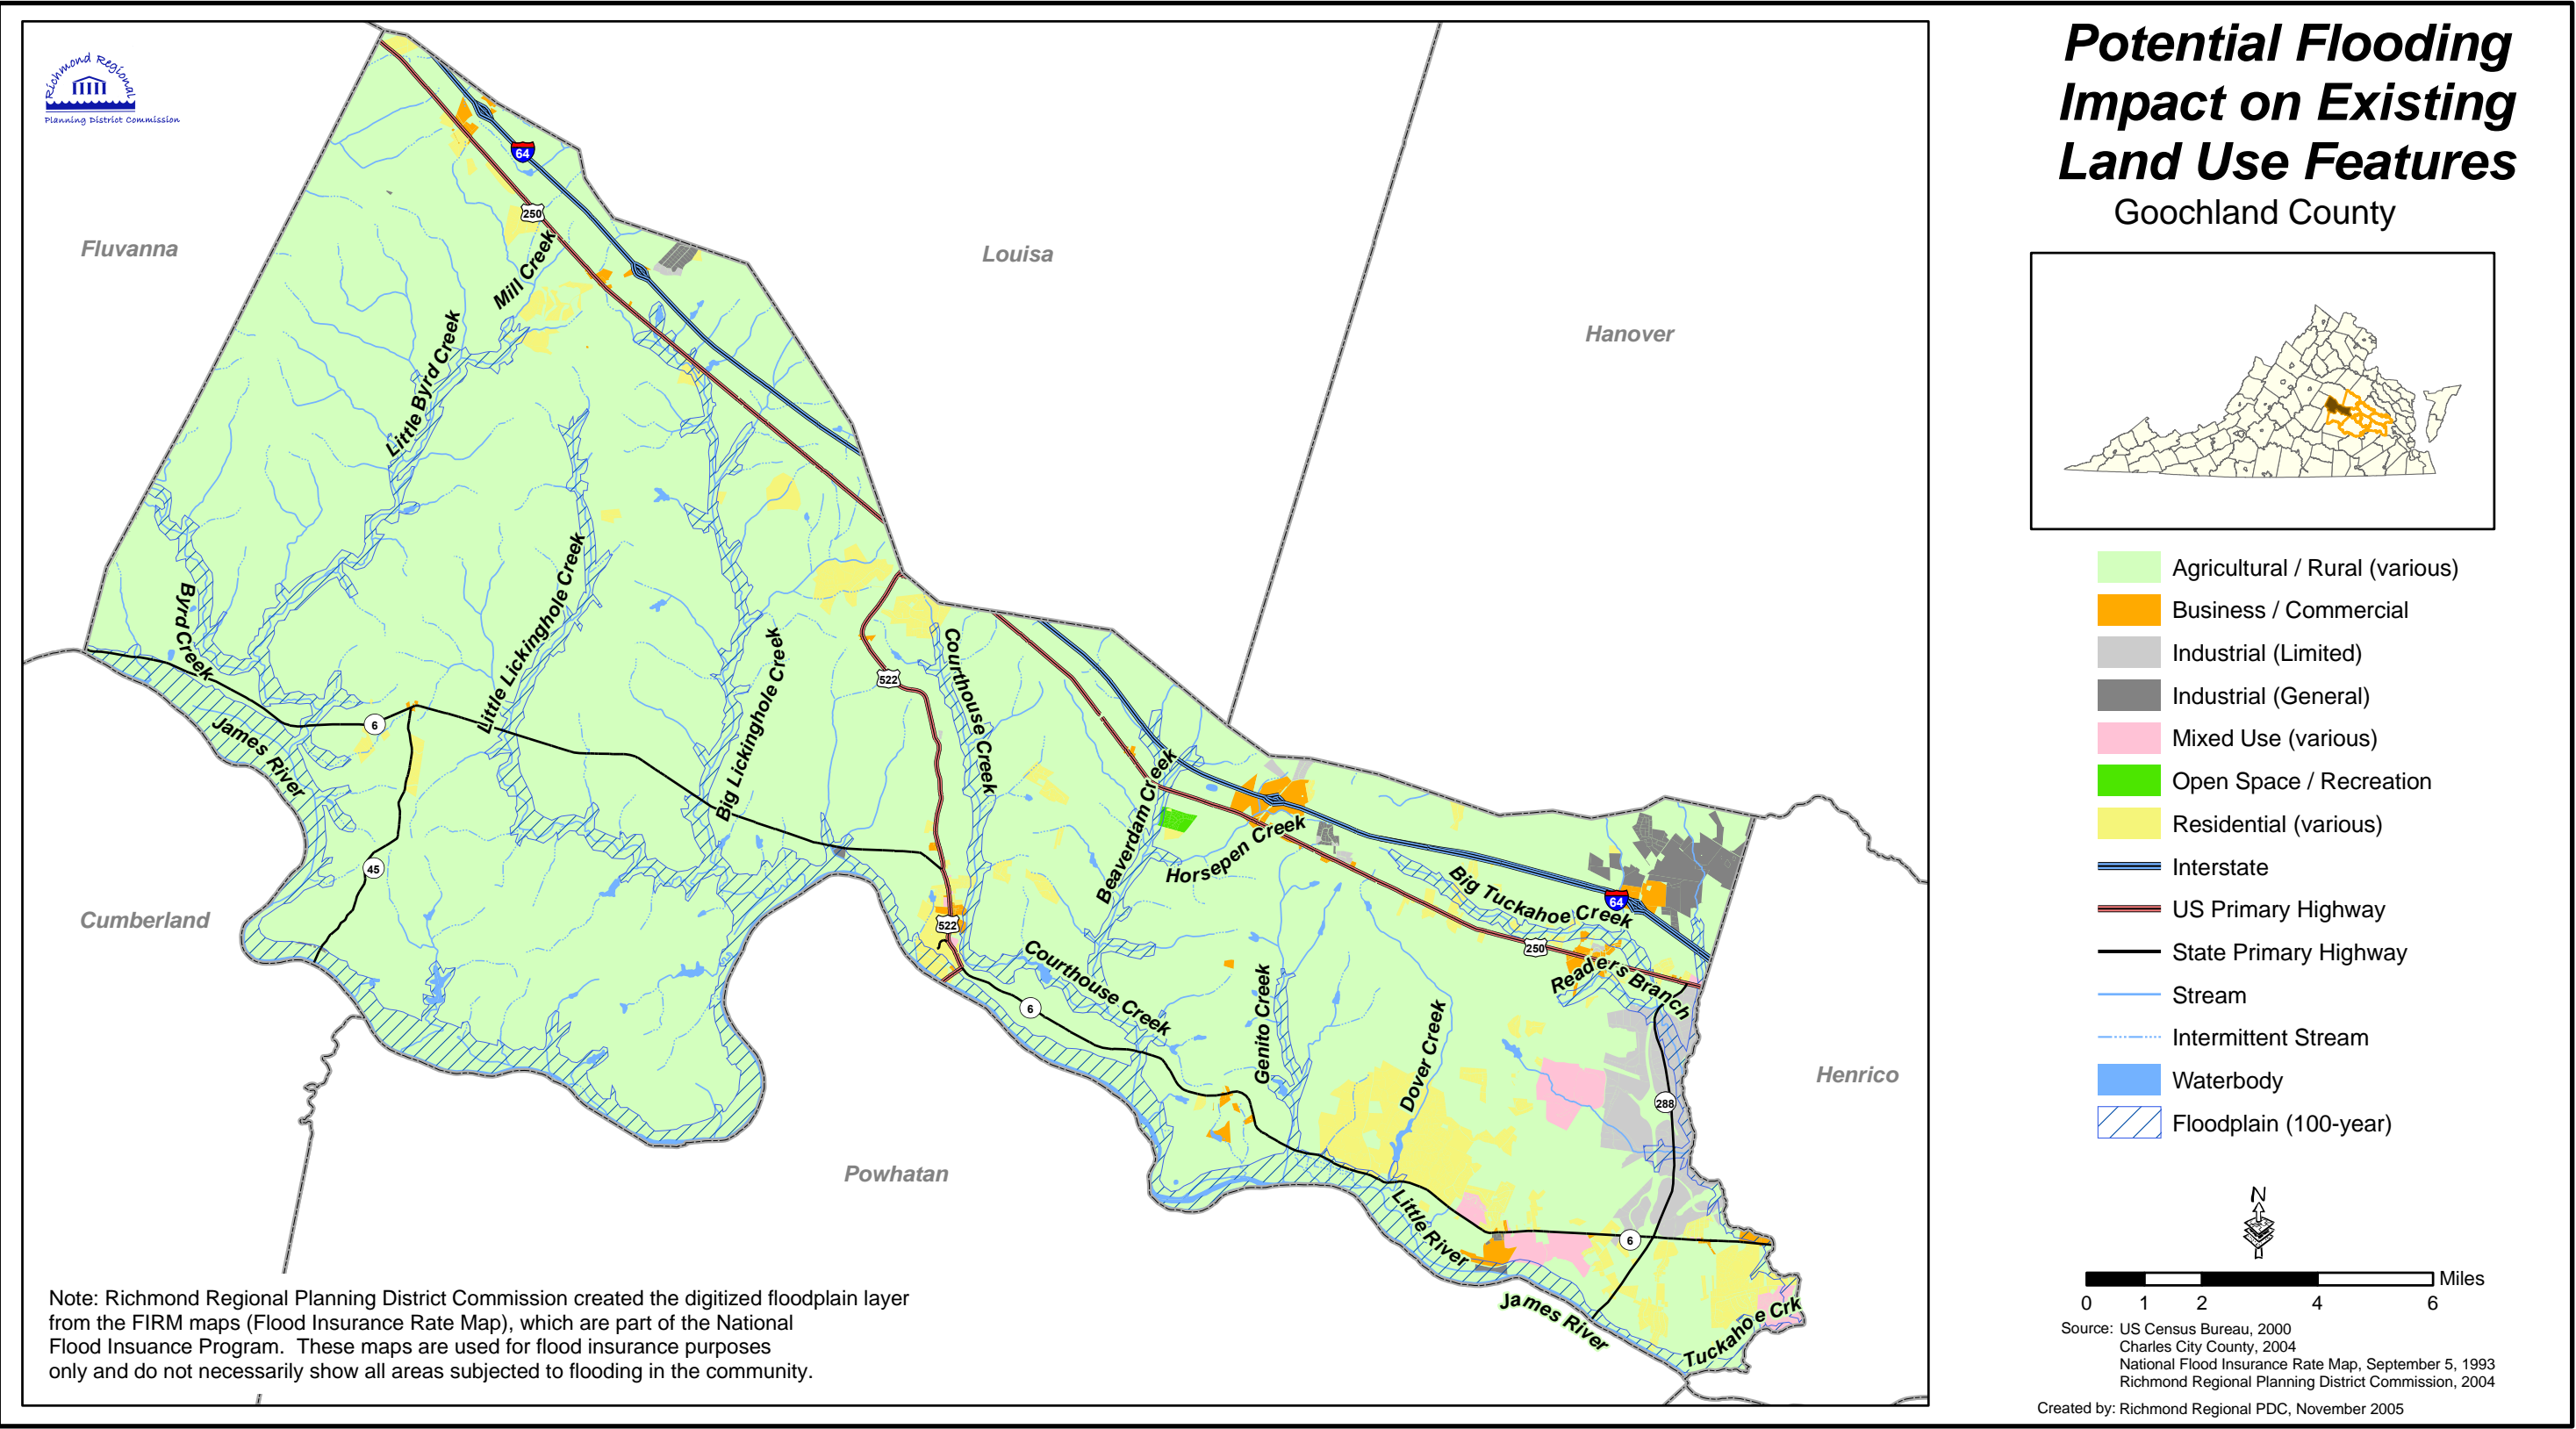 Richmond Regional
Planning District Commission
Potential Flooding
Impact on Existing
Land Use Features
Goochland County
Fluvanna
Louisa
Hanover
Cumberland
Powhatan
Henrico
64
250
Mill Creek
Little Byrd Creek
Byrd Creek
Little Lickinghole Creek
Big Lickinghole Creek
522
Courthouse Creek
James River
6
45
Beaverdam Creek
Horsepen Creek
Big Tuckahoe Creek
64
250
Readers Branch
522
Courthouse Creek
6
Genito Creek
Dover Creek
288
Little River
6
James River
Tuckahoe Crk
Agricultural / Rural (various)
Business / Commercial
Industrial (Limited)
Industrial (General)
Mixed Use (various)
Open Space / Recreation
Residential (various)
Interstate
US Primary Highway
State Primary Highway
Stream
Intermittent Stream
Waterbody
Floodplain (100-year)
N
Miles
0 1 2 4 6
Source: US Census Bureau, 2000
Charles City County, 2004
National Flood Insurance Rate Map, September 5, 1993
Richmond Regional Planning District Commission, 2004
Created by: Richmond Regional PDC, November 2005
Note: Richmond Regional Planning District Commission created the digitized floodplain layer
from the FIRM maps (Flood Insurance Rate Map), which are part of the National
Flood Insuance Program. These maps are used for flood insurance purposes
only and do not necessarily show all areas subjected to flooding in the community.